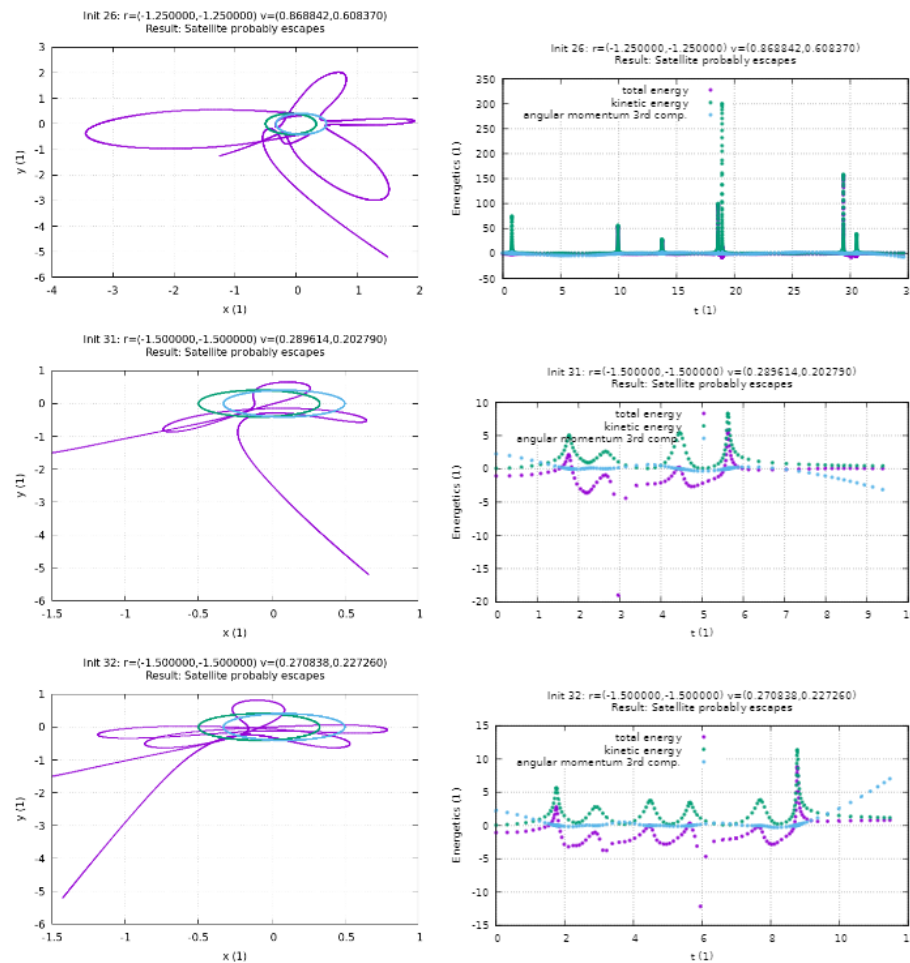 Init 26: r=(-1.250000,-1.250000) v=(0.868842,0.608370)
Result: Satellite probably escapes
3
2
1
0
-1
-2
-3
-4
-5
-6
y (1)
-4
-3
-2
-1
0
1
2
x (1)
Init 26: r=(-1.250000,-1.250000) v=(0.868842,0.608370)
Result: Satellite probably escapes
350
300
250
200
150
100
50
0
-50
Energetics (1)
total energy
kinetic energy
angular momentum 3rd comp.
0
5
10
15
20
25
30
3
t (1)
Init 31: r=(-1.500000,-1.500000) v=(0.289614,0.202790)
Result: Satellite probably escapes
1
0
-1
-2
-3
-4
-5
-6
y (1)
-1.5
-1
-0.5
0
0.5
1
x (1)
Init 31: r=(-1.500000,-1.500000) v=(0.289614,0.202790)
Result: Satellite probably escapes
10
5
0
-5
-10
-15
-20
Energetics (1)
total energy
kinetic energy
angular momentum 3rd comp.
0
1
2
3
4
5
6
7
8
9
1
t (1)
Init 32: r=(-1.500000,-1.500000) v=(0.270838,0.227260)
Result: Satellite probably escapes
1
0
-1
-2
-3
-4
-5
-6
y (1)
-1.5
-1
-0.5
0
0.5
1
x (1)
Init 32: r=(-1.500000,-1.500000) v=(0.270838,0.227260)
Result: Satellite probably escapes
15
10
5
0
-5
-10
-15
Energetics (1)
total energy
kinetic energy
angular momentum 3rd comp.
0
2
4
6
8
10
1
t (1)